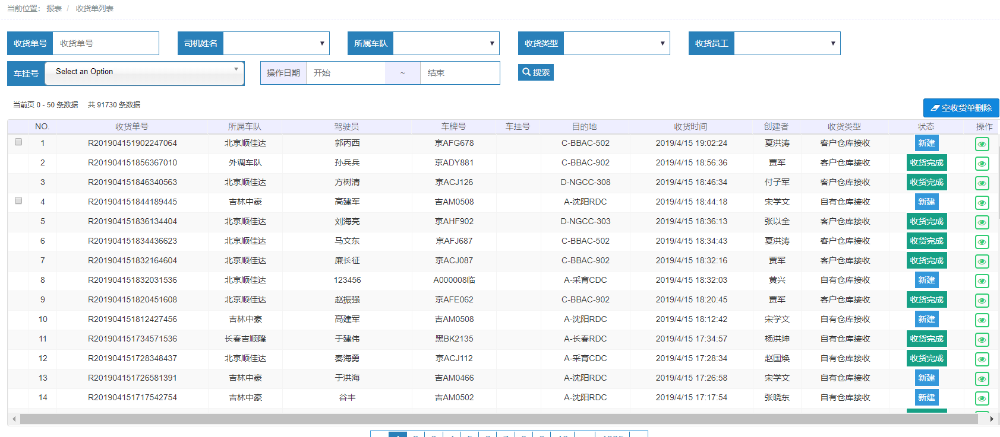 当前位置： 报表 / 收货单列表
收货单号 收货单号 司机姓名 所属车队 收货类型 收货员工
车挂号 Select an Option 操作日期 开始 ~ 结束 搜索
当前页 0 - 50 条数据 共 91730 条数据 空收货单删除
NO. 收货单号 所属车队 驾驶员 车牌号 车挂号 目的地 收货时间 创建者 收货类型 状态 操作
1 R201904151902247064 北京顺佳达 郭丙西 京AFG678 C-BBAC-502 2019/4/15 19:02:24 夏洪涛 客户仓库接收 新建
2 R201904151856367010 外调车队 孙兵兵 京ADY881 C-BBAC-902 2019/4/15 18:56:36 贾军 客户仓库接收 收货完成
3 R201904151846340563 北京顺佳达 方树清 京ACJ126 D-NGCC-308 2019/4/15 18:46:34 付子军 客户仓库接收 收货完成
4 R201904151844189445 吉林中豪 高建军 吉AM0508 A-沈阳RDC 2019/4/15 18:44:18 宋学文 自有仓库接收 新建
5 R201904151836134404 北京顺佳达 刘海亮 京AHF902 D-NGCC-303 2019/4/15 18:36:13 张以全 客户仓库接收 收货完成
6 R201904151834436623 北京顺佳达 马文东 京AFJ687 C-BBAC-502 2019/4/15 18:34:43 夏洪涛 客户仓库接收 收货完成
7 R201904151832164604 北京顺佳达 廉长征 京ACJ087 C-BBAC-902 2019/4/15 18:32:16 贾军 客户仓库接收 收货完成
8 R201904151832031536 北京顺佳达 123456 A000008临 A-采育CDC 2019/4/15 18:32:03 黄兴 自有仓库接收 新建
9 R201904151820451608 北京顺佳达 赵振强 京AFE062 C-BBAC-902 2019/4/15 18:20:45 贾军 客户仓库接收 收货完成
10 R201904151812427456 吉林中豪 高建军 吉AM0508 A-沈阳RDC 2019/4/15 18:12:42 宋学文 自有仓库接收 新建
11 R201904151734571536 长春吉顺隆 于建伟 黑BK2135 A-长春RDC 2019/4/15 17:34:57 杨洪坤 自有仓库接收 收货完成
12 R201904151728348437 北京顺佳达 秦海勇 京ACJ112 A-采育CDC 2019/4/15 17:28:34 赵国焕 自有仓库接收 收货完成
13 R201904151726581391 吉林中豪 于洪海 吉AM0466 A-沈阳RDC 2019/4/15 17:26:58 宋学文 自有仓库接收 新建
14 R201904151717542754 吉林中豪 谷丰 吉AM0502 A-沈阳RDC 2019/4/15 17:17:54 张晓东 自有仓库接收 新建